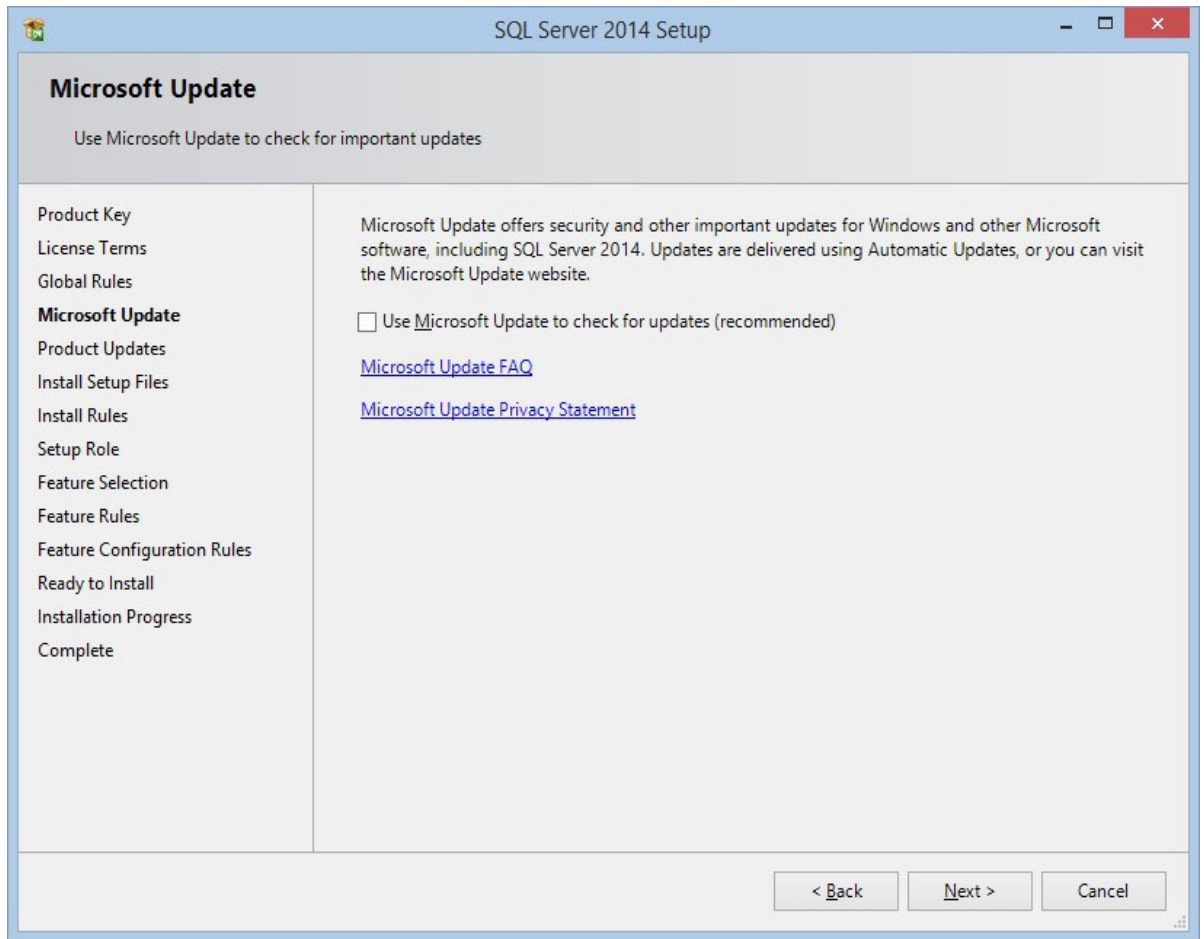 SQL Server 2014 Setup
Microsoft Update
Use Microsoft Update to check for important updates
Product Key
License Terms
Global Rules
Microsoft Update
Product Updates
Install Setup Files
Install Rules
Setup Role
Feature Selection
Feature Rules
Feature Configuration Rules
Ready to Install
Installation Progress
Complete
Microsoft Update offers security and other important updates for Windows and other Microsoft
software, including SQL Server 2014. Updates are delivered using Automatic Updates, or you can visit
the Microsoft Update website.
Use Microsoft Update to check for updates (recommended)
Microsoft Update FAQ
Microsoft Update Privacy Statement
< Back Next > Cancel